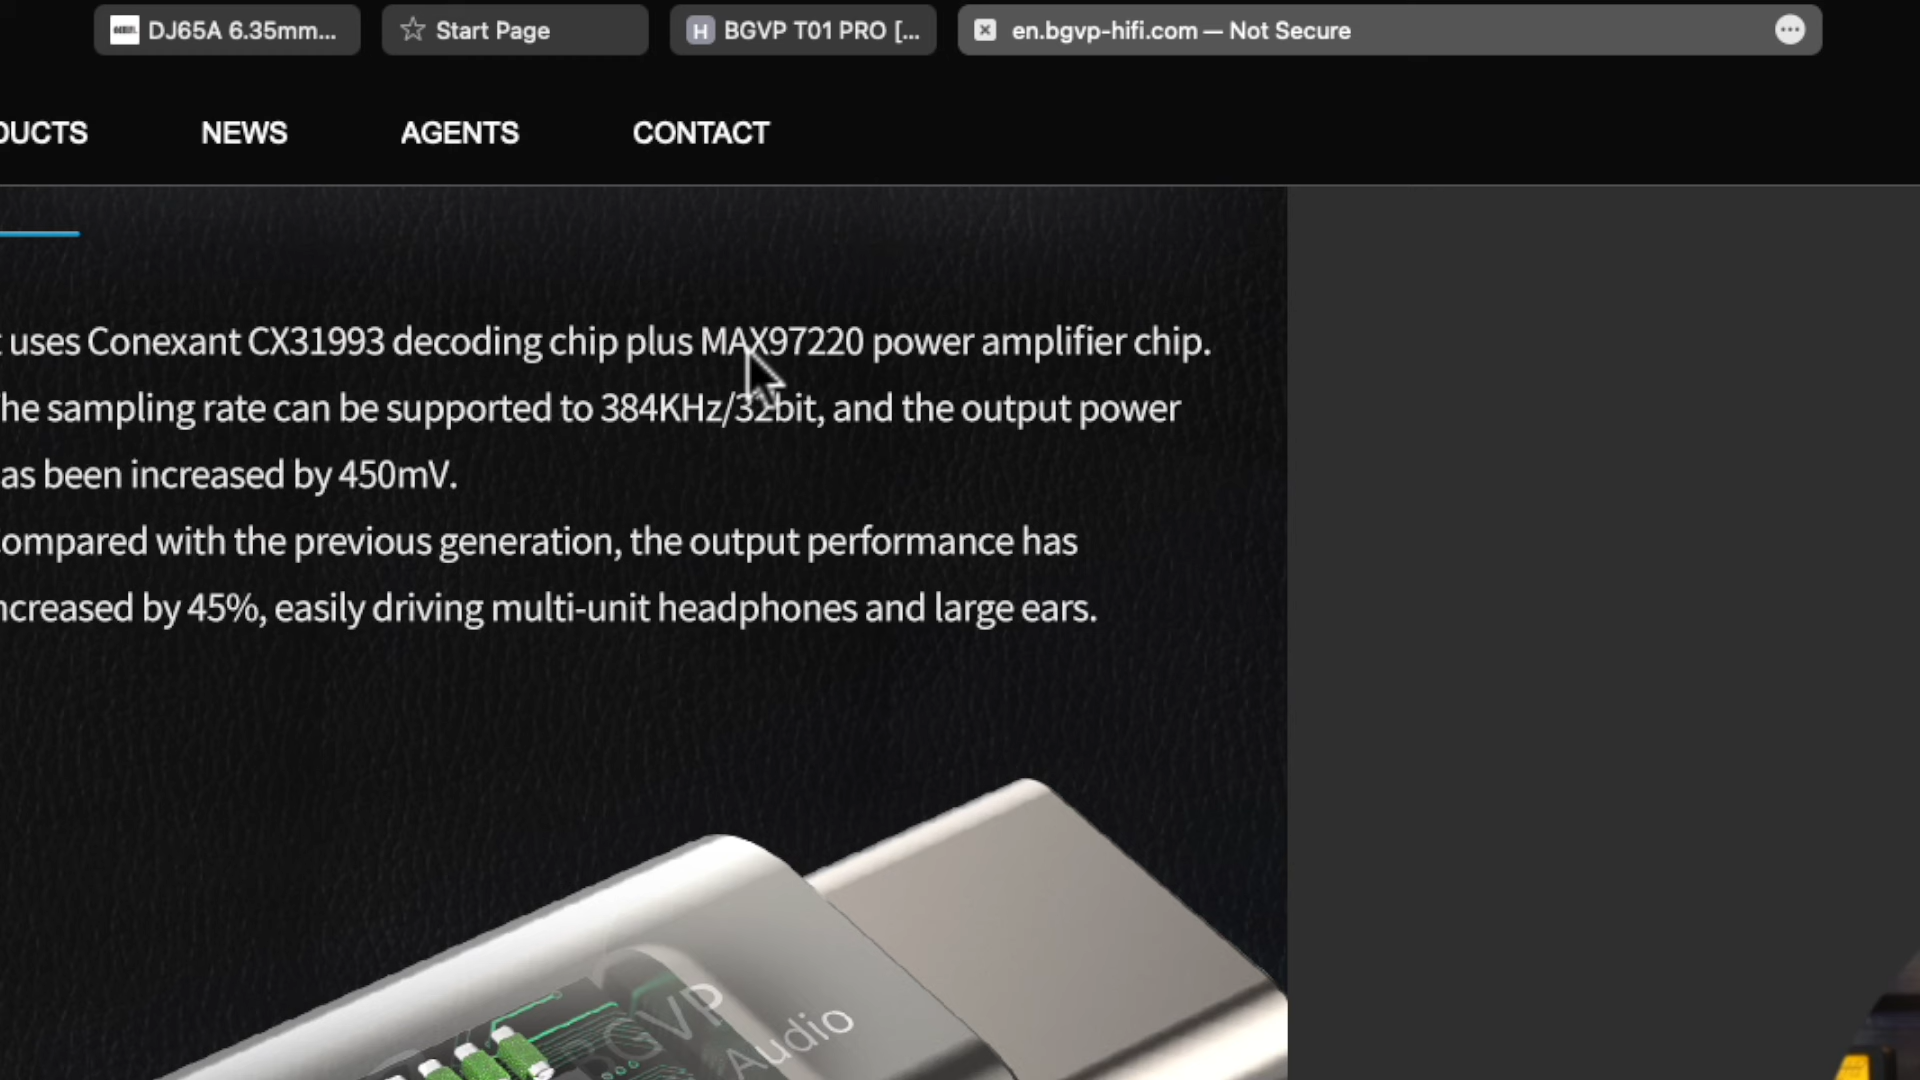 DJ65A 6.35mm...
Start Page
H BGVP T01 PRO [...
en.bgvp-hifi.com — Not Secure
DUCTS NEWS AGENTS CONTACT
uses Conexant CX31993 decoding chip plus MAX97220 power amplifier chip.
he sampling rate can be supported to 384KHz/32bit, and the output power
as been increased by 450mV.
ompared with the previous generation, the output performance has
ncreased by 45%, easily driving multi-unit headphones and large ears.
BGVP
Audio